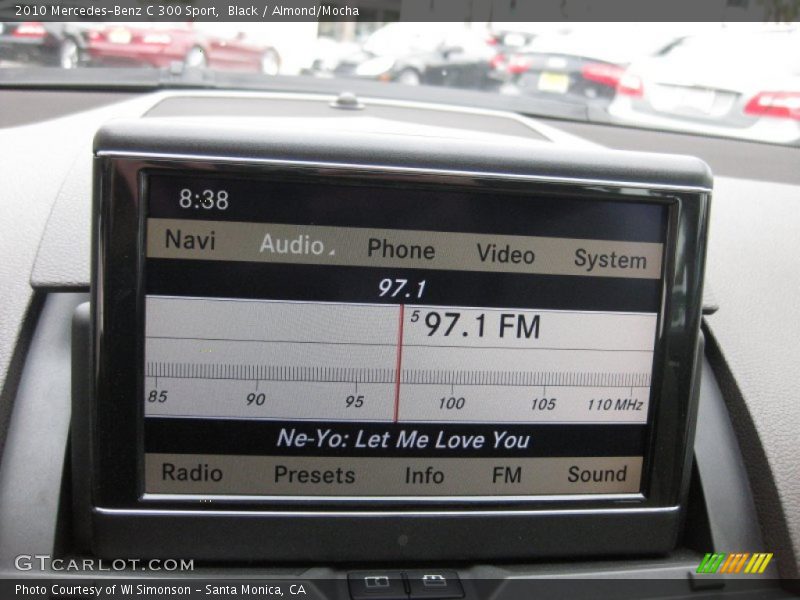 2010 Mercedes-Benz C 300 Sport, Black / Almond/Mocha
8:38
Navi Audio Phone Video System
97.1
5 97.1 FM
85 90 95 100 105 110 MHz
Ne-Yo: Let Me Love You
Radio Presets Info FM Sound
GTCARLOT.COM
Photo Courtesy of WI Simonson - Santa Monica, CA